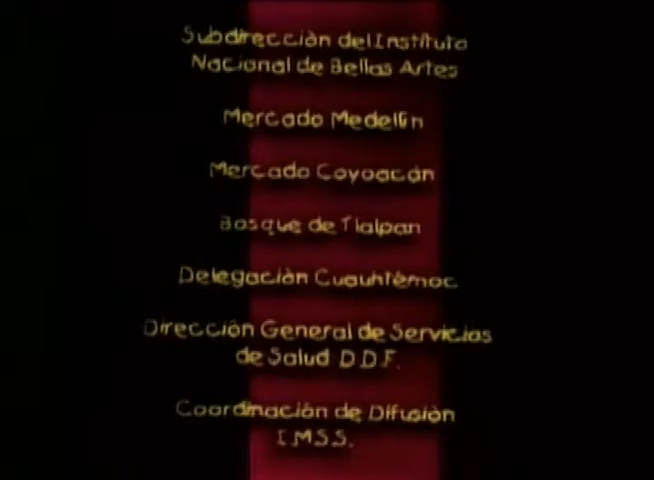 Subdirección del Instituto
Nacional de Bellas Artes
Mercado Medellín
Mercado Coyoacán
Bosque de Tlalpan
Delegación Cuauhtémoc
Dirección General de Servicios
de Salud D.D.F.
Coordinación de Difusión
I.M.S.S.